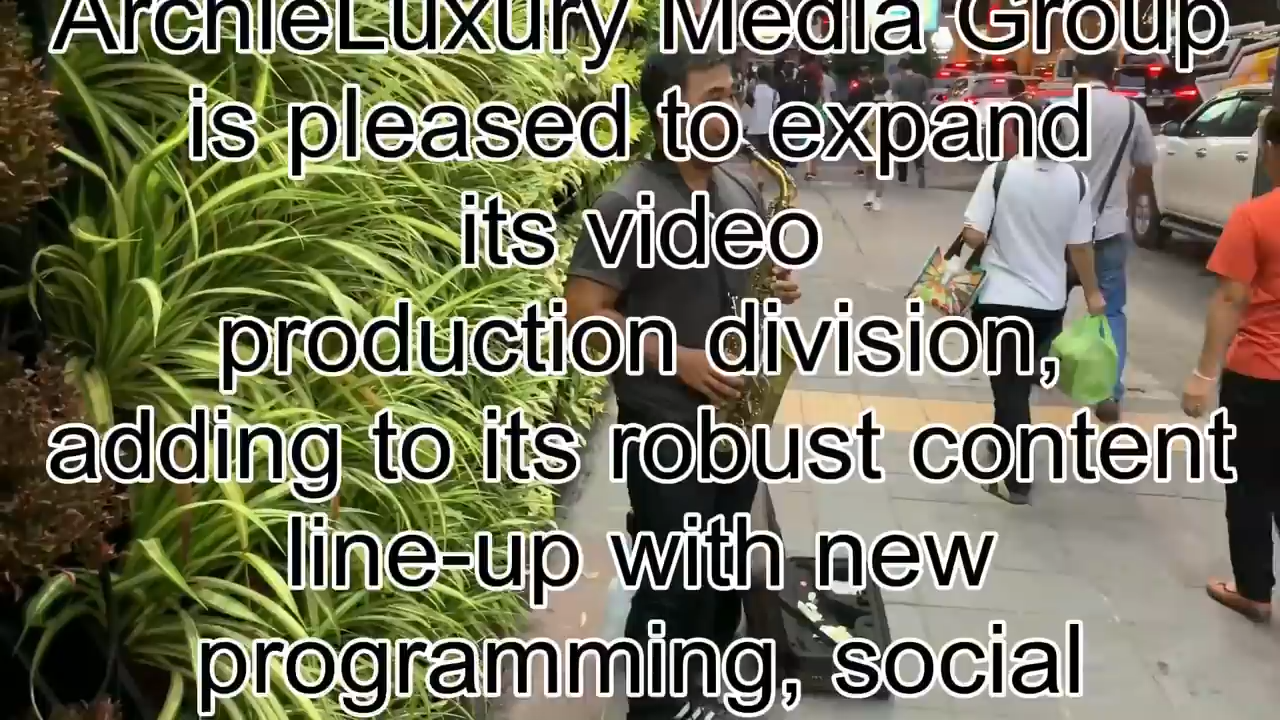 ArchieLuxury Media Group
is pleased to expand
its video
production division,
adding to its robust content
line-up with new
programming, social